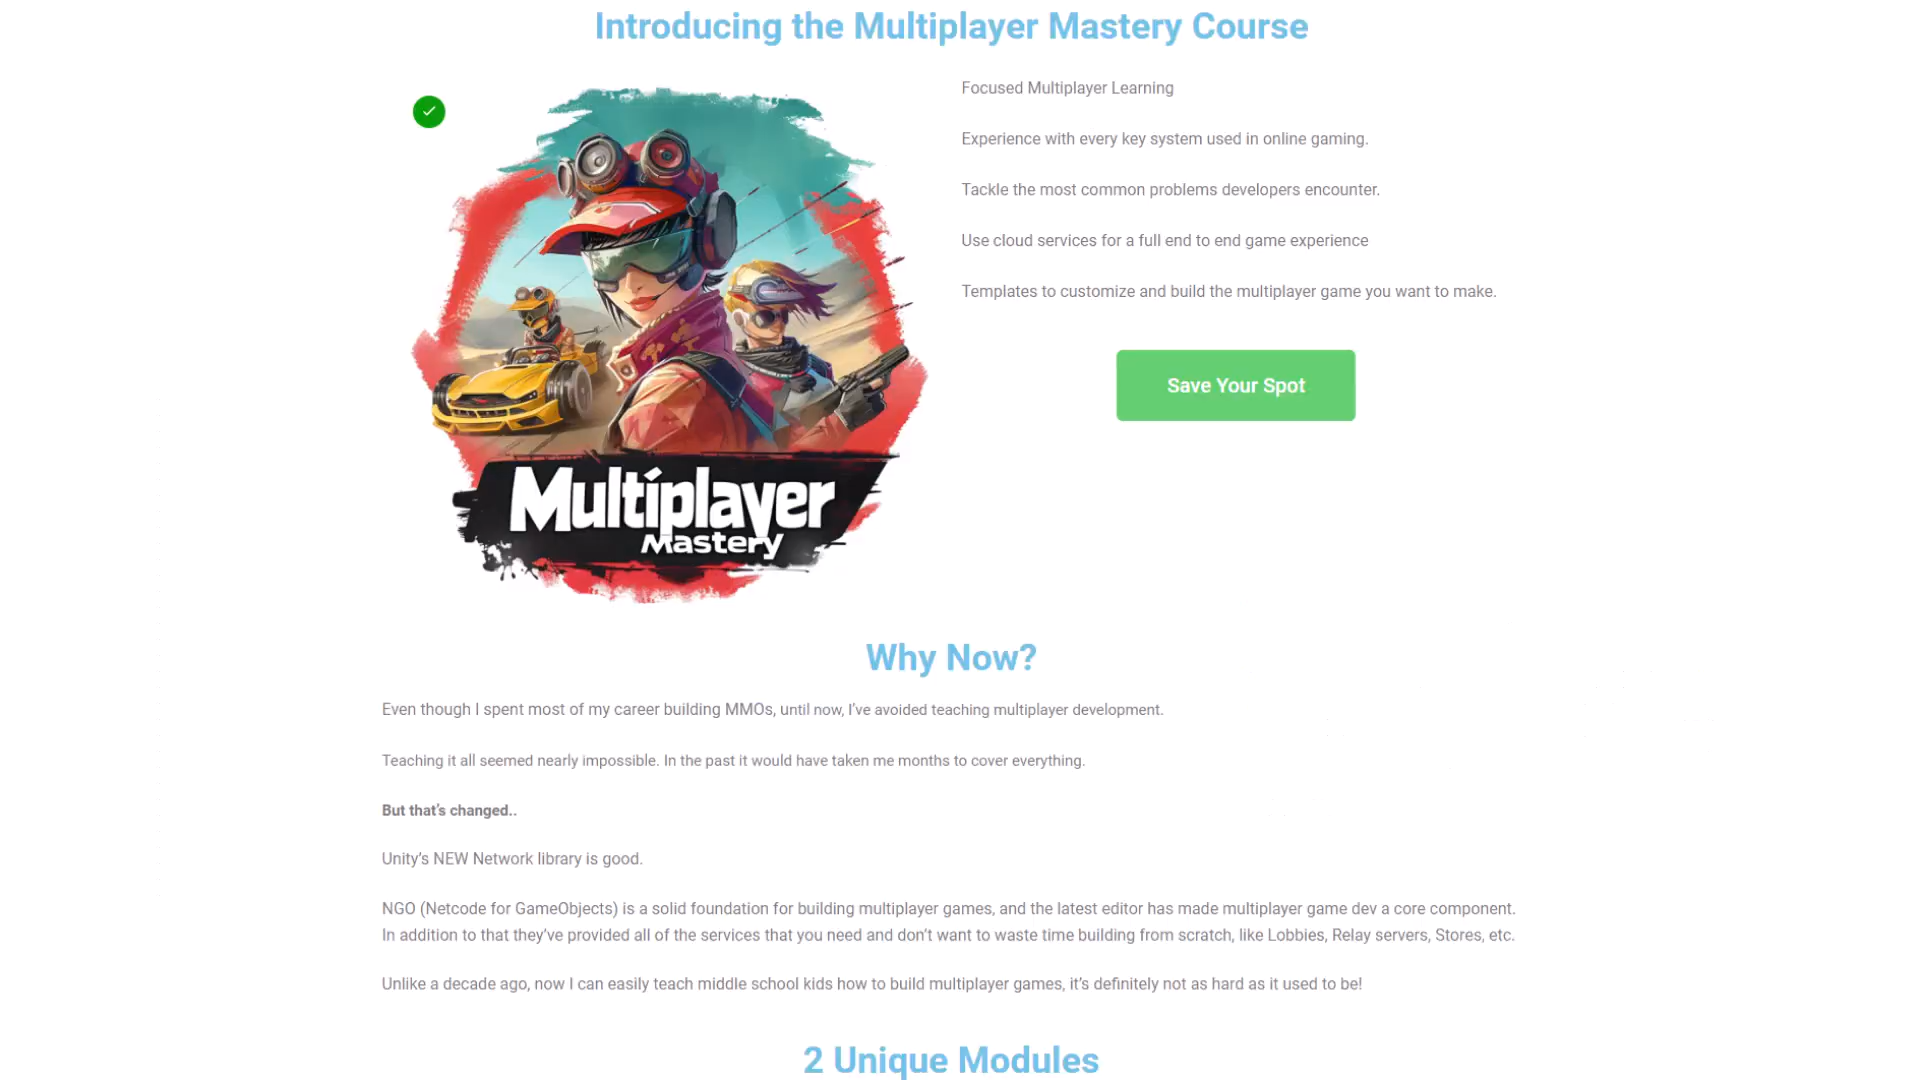 Introducing the Multiplayer Mastery Course
Focused Multiplayer Learning
Experience with every key system used in online gaming.
Tackle the most common problems developers encounter.
Use cloud services for a full end to end game experience
Templates to customize and build the multiplayer game you want to make.
Save Your Spot
Multiplayer
Mastery
Why Now?
Even though I spent most of my career building MMOs, until now, I’ve avoided teaching multiplayer development.
Teaching it all seemed nearly impossible. In the past it would have taken me months to cover everything.
But that’s changed..
Unity’s NEW Network library is good.
NGO (Netcode for GameObjects) is a solid foundation for building multiplayer games, and the latest editor has made multiplayer game dev a core component.
In addition to that they’ve provided all of the services that you need and don’t want to waste time building from scratch, like Lobbies, Relay servers, Stores, etc.
Unlike a decade ago, now I can easily teach middle school kids how to build multiplayer games, it’s definitely not as hard as it used to be!
2 Unique Modules